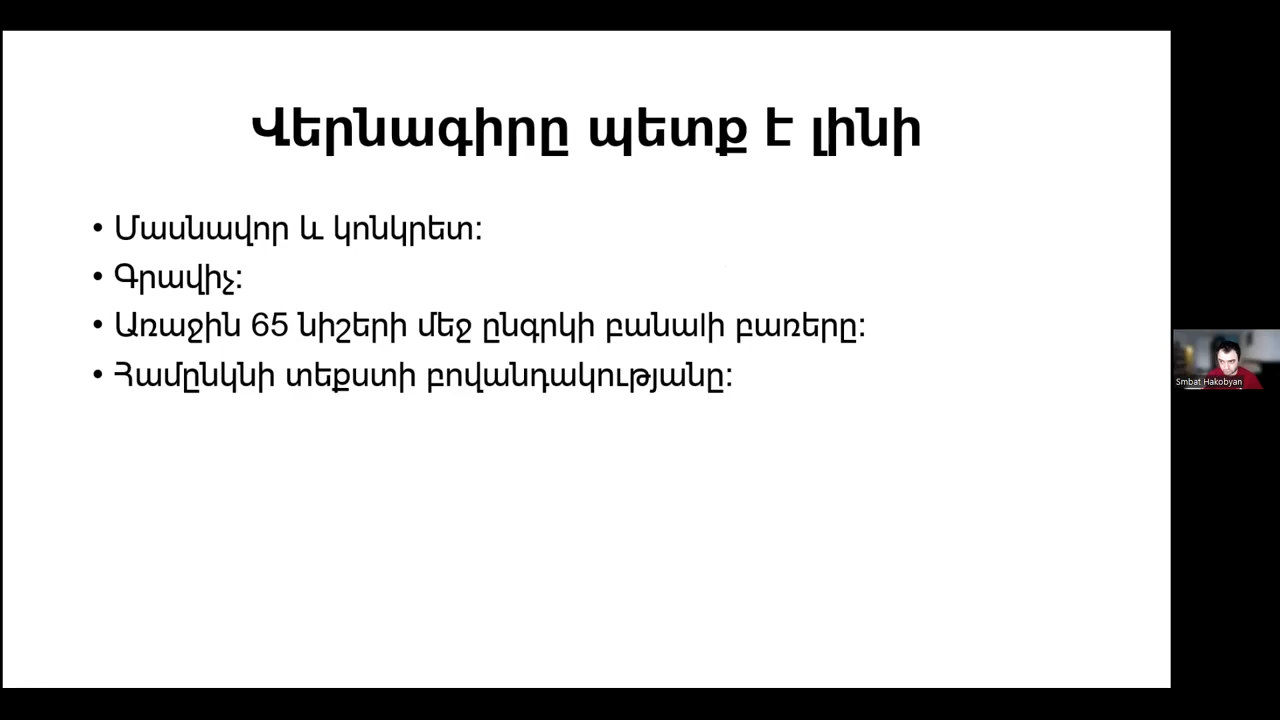 Վերնագիրը պետք է լինի
• Մասնավոր և կոնկրետ:
• Գրավիչ:
• Առաջին 65 նիշերի մեջ ընգրկի բանալի բառերը:
• Համընկնի տեքստի բովանդակությանը:
Smbat Hakobyan